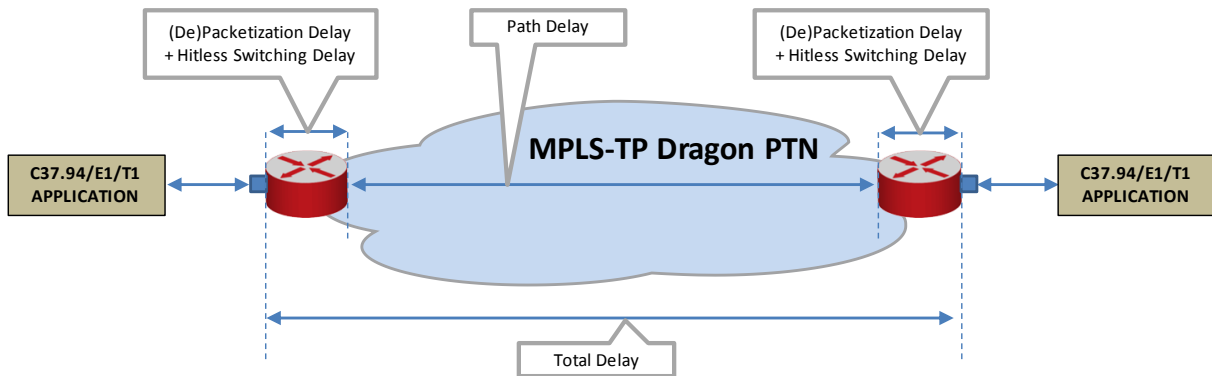 (De)Packetization Delay
+ Hitless Switching Delay
Path Delay
(De)Packetization Delay
+ Hitless Switching Delay
MPLS-TP Dragon PTN
C37.94/E1/T1
APPLICATION
C37.94/E1/T1
APPLICATION
Total Delay